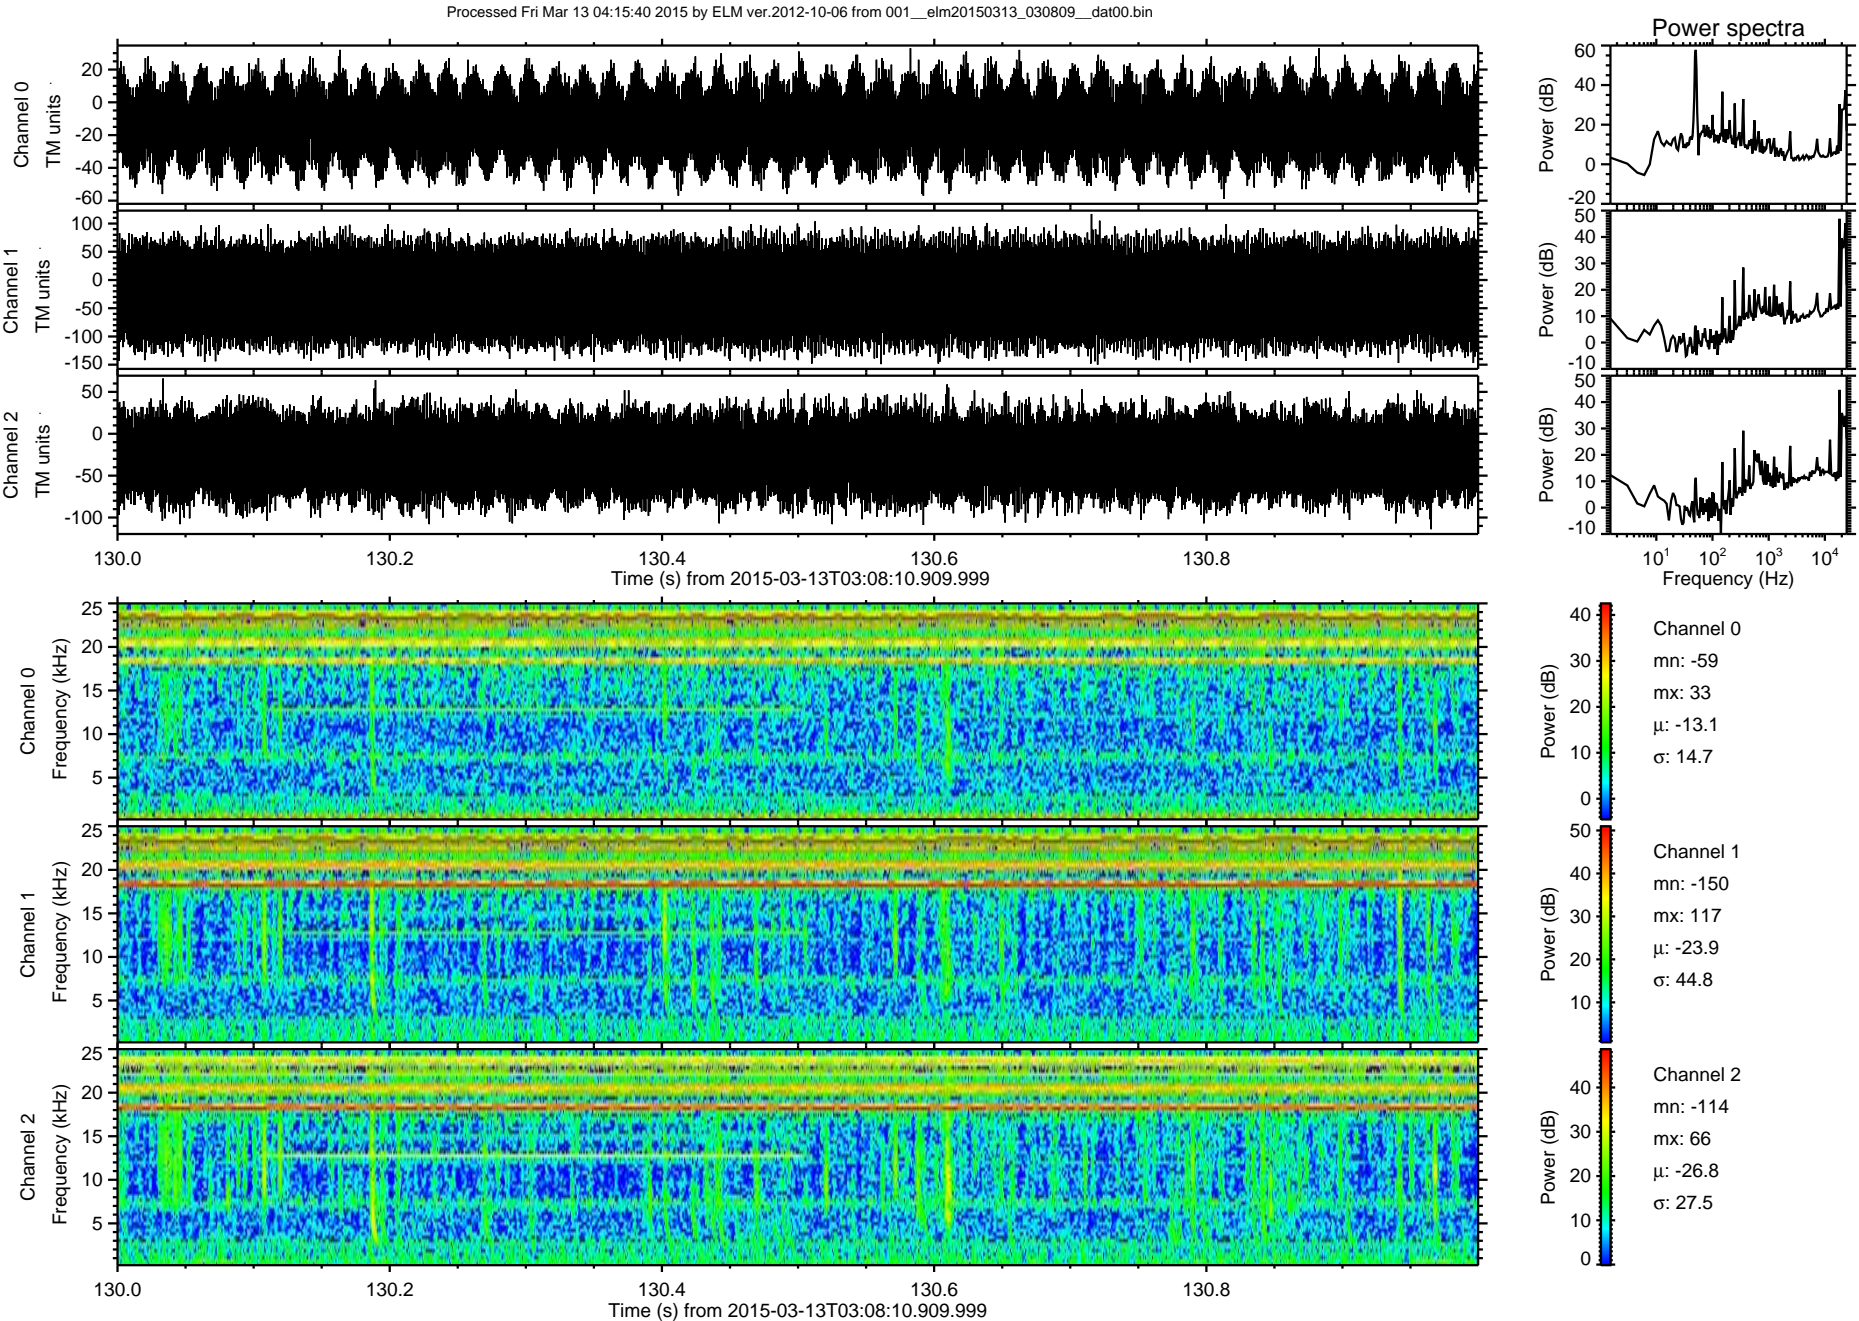 Processed Fri Mar 13 04:15:40 2015 by ELM ver.2012-10-06 from 001__elm20150313_030809__dat00.bin
Power spectra
Channel 0
TM units
20
0
-20
-40
-60
Power (dB)
60
40
20
0
-20
Channel 1
TM units
100
50
0
-50
-100
-150
Power (dB)
50
40
30
20
10
0
-10
Channel 2
TM units
50
0
-50
-100
Power (dB)
50
40
30
20
10
0
-10
130.0 130.2 130.4 130.6 130.8
Time (s) from 2015-03-13T03:08:10.909.999
10¹ 10² 10³ 10⁴
Frequency (Hz)
Channel 0
Frequency (kHz)
25
20
15
10
5
Power (dB)
40
30
20
10
0
Channel 0
mn: -59
mx: 33
μ: -13.1
σ: 14.7
Channel 1
Frequency (kHz)
25
20
15
10
5
Power (dB)
50
40
30
20
10
Channel 1
mn: -150
mx: 117
μ: -23.9
σ: 44.8
Channel 2
Frequency (kHz)
25
20
15
10
5
Power (dB)
40
30
20
10
0
Channel 2
mn: -114
mx: 66
μ: -26.8
σ: 27.5
130.0 130.2 130.4 130.6 130.8
Time (s) from 2015-03-13T03:08:10.909.999